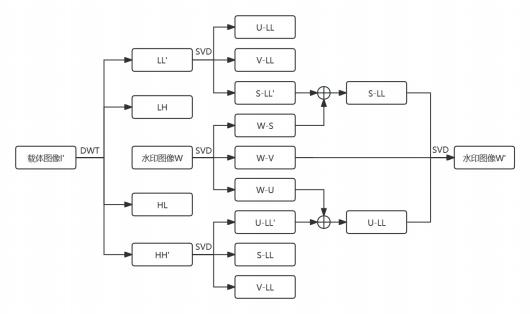 U-LL
LL'
SVD
V-LL
S-LL'
S-LL
LH
W-S
载体图像I'
DWT
水印图像W
SVD
W-V
SVD
水印图像W'
W-U
HL
U-LL'
U-LL
HH'
SVD
S-LL
V-LL